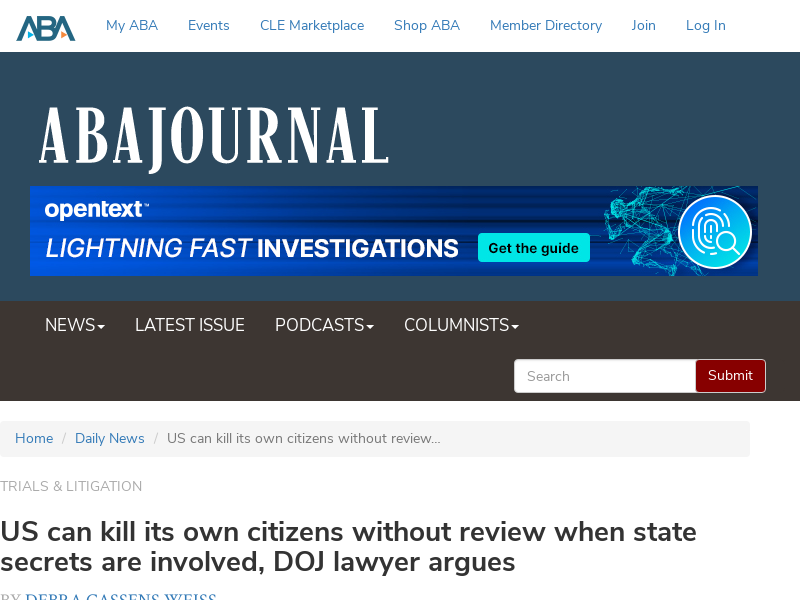 ABA
My ABA
Events
CLE Marketplace
Shop ABA
Member Directory
Join
Log In
ABAJOURNAL
opentext™
LIGHTNING FAST INVESTIGATIONS
Get the guide
NEWS
LATEST ISSUE
PODCASTS
COLUMNISTS
Search
Submit
Home / Daily News / US can kill its own citizens without review...
TRIALS & LITIGATION
US can kill its own citizens without review when state
secrets are involved, DOJ lawyer argues
BY DEBRA CASSENS WEISS